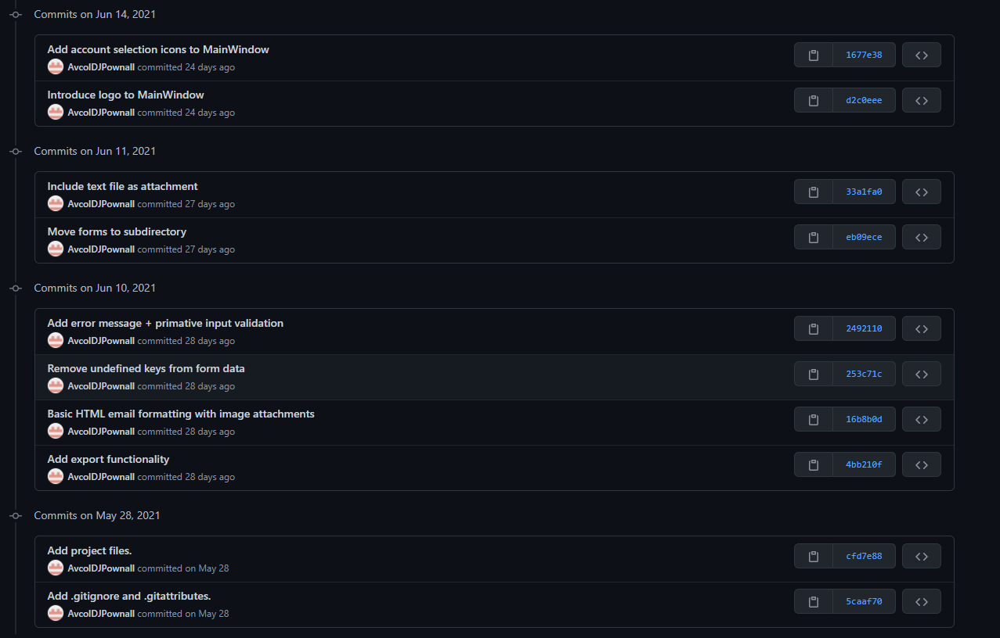 Commits on Jun 14, 2021
Add account selection icons to MainWindow
1677e38
AvcolDJPownall committed 24 days ago
Introduce logo to MainWindow
d2c0eee
AvcolDJPownall committed 24 days ago
Commits on Jun 11, 2021
Include text file as attachment
33a1fa0
AvcolDJPownall committed 27 days ago
Move forms to subdirectory
eb09ece
AvcolDJPownall committed 27 days ago
Commits on Jun 10, 2021
Add error message + primative input validation
2492110
AvcolDJPownall committed 28 days ago
Remove undefined keys from form data
253c71c
AvcolDJPownall committed 28 days ago
Basic HTML email formatting with image attachments
16b8b0d
AvcolDJPownall committed 28 days ago
Add export functionality
4bb210f
AvcolDJPownall committed 28 days ago
Commits on May 28, 2021
Add project files.
cfd7e88
AvcolDJPownall committed on May 28
Add .gitignore and .gitattributes.
5caaf70
AvcolDJPownall committed on May 28